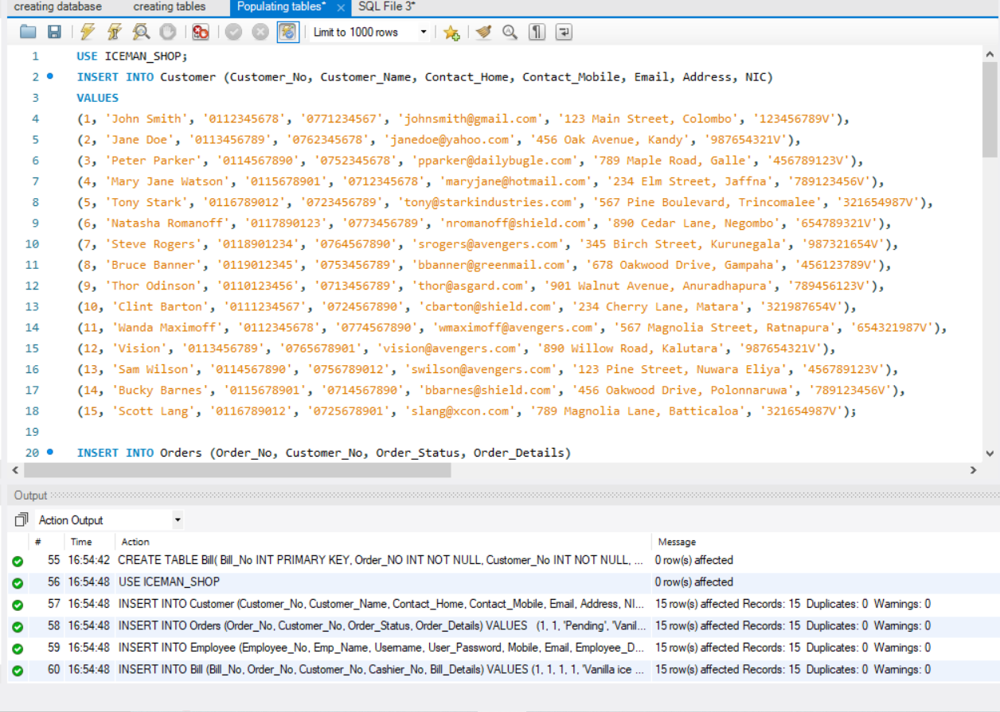 creating database creating tables Populating tables* × SQL File 3*
Limit to 1000 rows
1 USE ICEMAN_SHOP;
2 INSERT INTO Customer (Customer_No, Customer_Name, Contact_Home, Contact_Mobile, Email, Address, NIC)
3 VALUES
4 (1, 'John Smith', '0112345678', '0771234567', 'johnsmith@gmail.com', '123 Main Street, Colombo', '123456789V'),
5 (2, 'Jane Doe', '0113456789', '0762345678', 'janedoe@yahoo.com', '456 Oak Avenue, Kandy', '987654321V'),
6 (3, 'Peter Parker', '0114567890', '0752345678', 'pparker@dailybugle.com', '789 Maple Road, Galle', '456789123V'),
7 (4, 'Mary Jane Watson', '0115678901', '0712345678', 'maryjane@hotmail.com', '234 Elm Street, Jaffna', '789123456V'),
8 (5, 'Tony Stark', '0116789012', '0723456789', 'tony@starkindustries.com', '567 Pine Boulevard, Trincomalee', '321654987V'),
9 (6, 'Natasha Romanoff', '0117890123', '0773456789', 'nromanoff@shield.com', '890 Cedar Lane, Negombo', '654789321V'),
10 (7, 'Steve Rogers', '0118901234', '0764567890', 'srogers@avengers.com', '345 Birch Street, Kurunegala', '987321654V'),
11 (8, 'Bruce Banner', '0119012345', '0753456789', 'bbanner@greenmail.com', '678 Oakwood Drive, Gampaha', '456123789V'),
12 (9, 'Thor Odinson', '0110123456', '0713456789', 'thor@asgard.com', '901 Walnut Avenue, Anuradhapura', '789456123V'),
13 (10, 'Clint Barton', '0111234567', '0724567890', 'cbarton@shield.com', '234 Cherry Lane, Matara', '321987654V'),
14 (11, 'Wanda Maximoff', '0112345678', '0774567890', 'wmaximoff@avengers.com', '567 Magnolia Street, Ratnapura', '654321987V'),
15 (12, 'Vision', '0113456789', '0765678901', 'vision@avengers.com', '890 Willow Road, Kalutara', '987654321V'),
16 (13, 'Sam Wilson', '0114567890', '0756789012', 'swilson@avengers.com', '123 Pine Street, Nuwara Eliya', '456789123V'),
17 (14, 'Bucky Barnes', '0115678901', '0714567890', 'bbarnes@shield.com', '456 Oakwood Drive, Polonnaruwa', '789123456V'),
18 (15, 'Scott Lang', '0116789012', '0725678901', 'slang@xcon.com', '789 Magnolia Lane, Batticaloa', '321654987V');
19
20 INSERT INTO Orders (Order_No, Customer_No, Order_Status, Order_Details)
Output
Action Output
# Time Action Message
55 16:54:42 CREATE TABLE Bill( Bill_No INT PRIMARY KEY, Order_NO INT NOT NULL, Customer_No INT NOT NULL, ... 0 row(s) affected
56 16:54:48 USE ICEMAN_SHOP 0 row(s) affected
57 16:54:48 INSERT INTO Customer (Customer_No, Customer_Name, Contact_Home, Contact_Mobile, Email, Address, NI... 15 row(s) affected Records: 15 Duplicates: 0 Warnings: 0
58 16:54:48 INSERT INTO Orders (Order_No, Customer_No, Order_Status, Order_Details) VALUES (1, 1, 'Pending', 'Vanil... 15 row(s) affected Records: 15 Duplicates: 0 Warnings: 0
59 16:54:48 INSERT INTO Employee (Employee_No, Emp_Name, Username, User_Password, Mobile, Email, Employee_D... 15 row(s) affected Records: 15 Duplicates: 0 Warnings: 0
60 16:54:48 INSERT INTO Bill (Bill_No, Order_No, Customer_No, Cashier_No, Bill_Details) VALUES (1, 1, 1, 1, 'Vanilla ice ... 15 row(s) affected Records: 15 Duplicates: 0 Warnings: 0